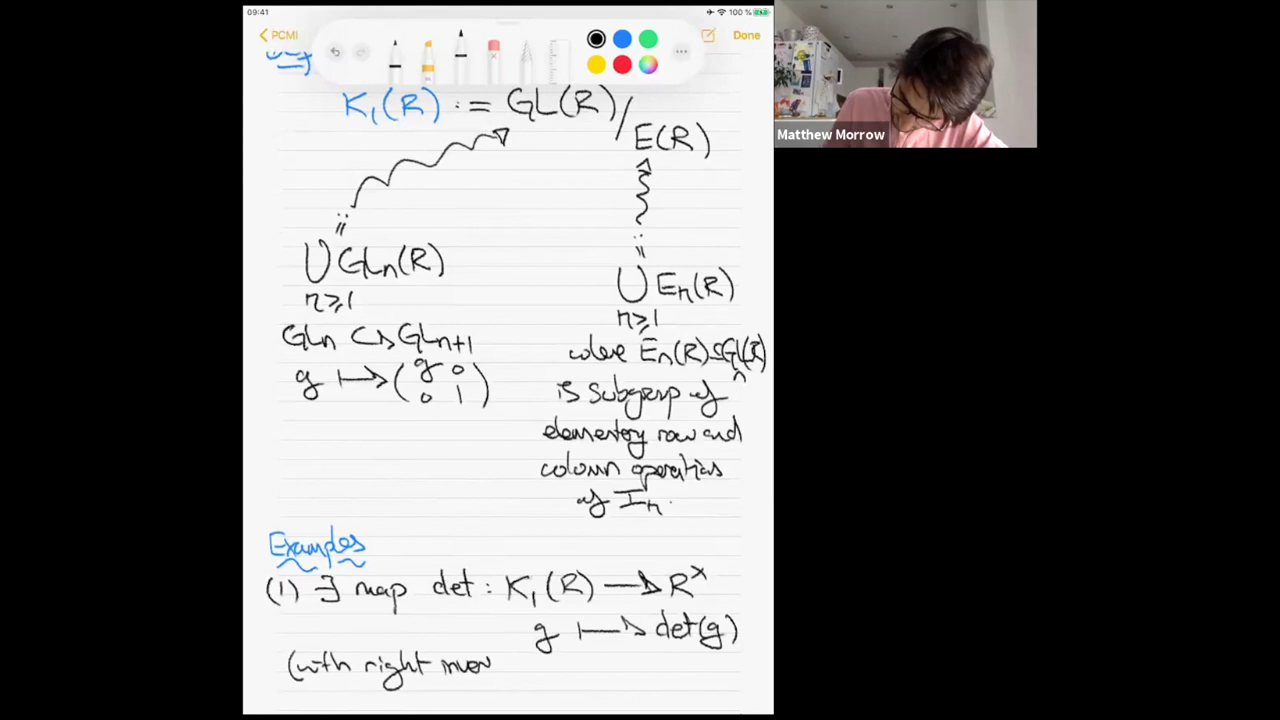 09:41
100 %
PCMI
Done
K₁(R) := GL(R)/E(R)
⋃ GLn(R)
n≥1
⋃ En(R)
n≥1
GLn ↪ GLn+1
g ↦ (g 0
0 1)
where En(R) ⊆ GLn(R)
is subgroup of
elementary row and
column operations
of In.
Examples
(1) ∃ map det : K₁(R) → R^×
g ↦ det(g)
(with right inver
Matthew Morrow